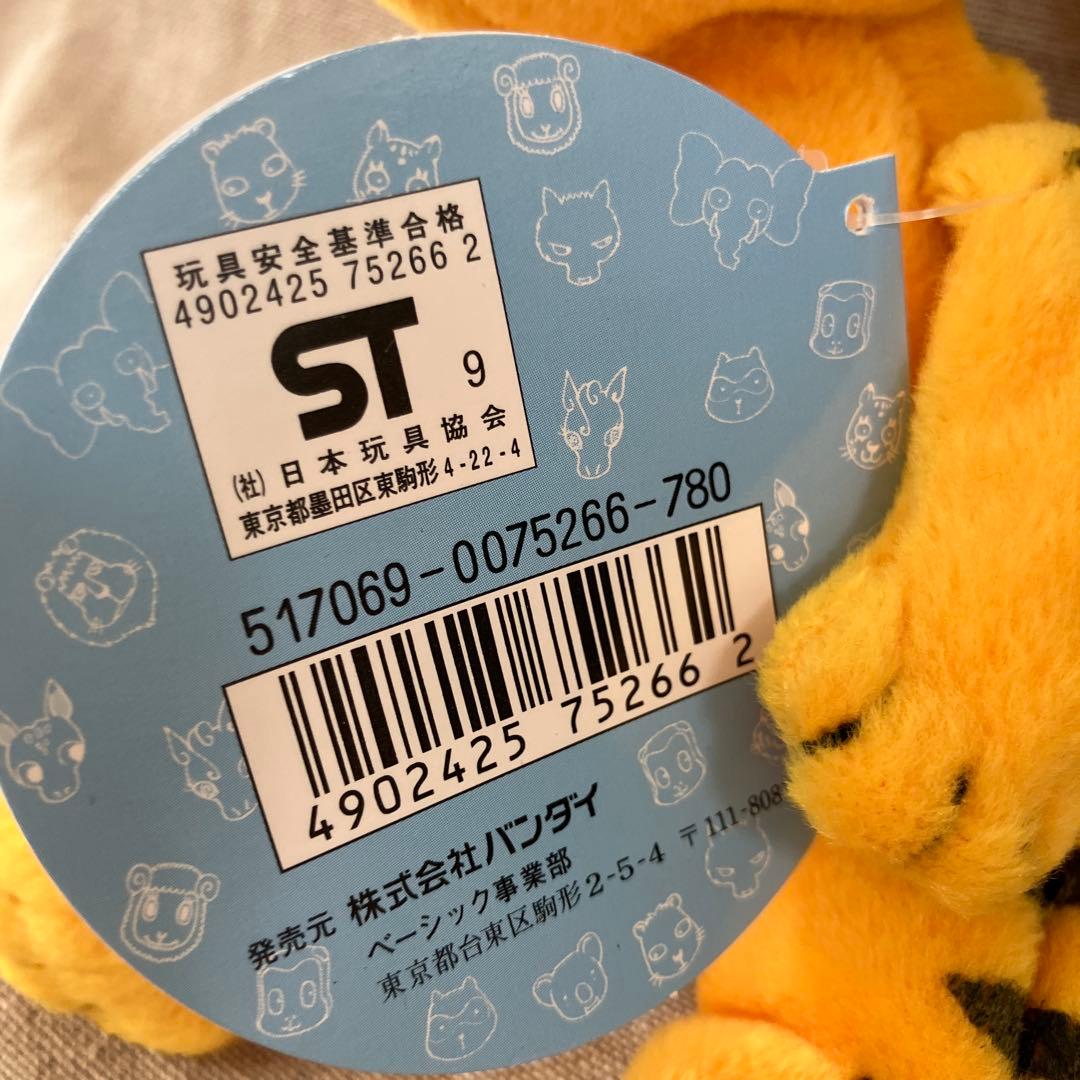 玩具安全基準合格
4902425 75266 2
ST 9
(社)日本玩具協会
東京都墨田区東駒形4-22-4
517069-0075266-780
4902425 75266 2
発売元 株式会社バンダイ
ベーシック事業部
東京都台東区駒形2-5-4 〒111-808